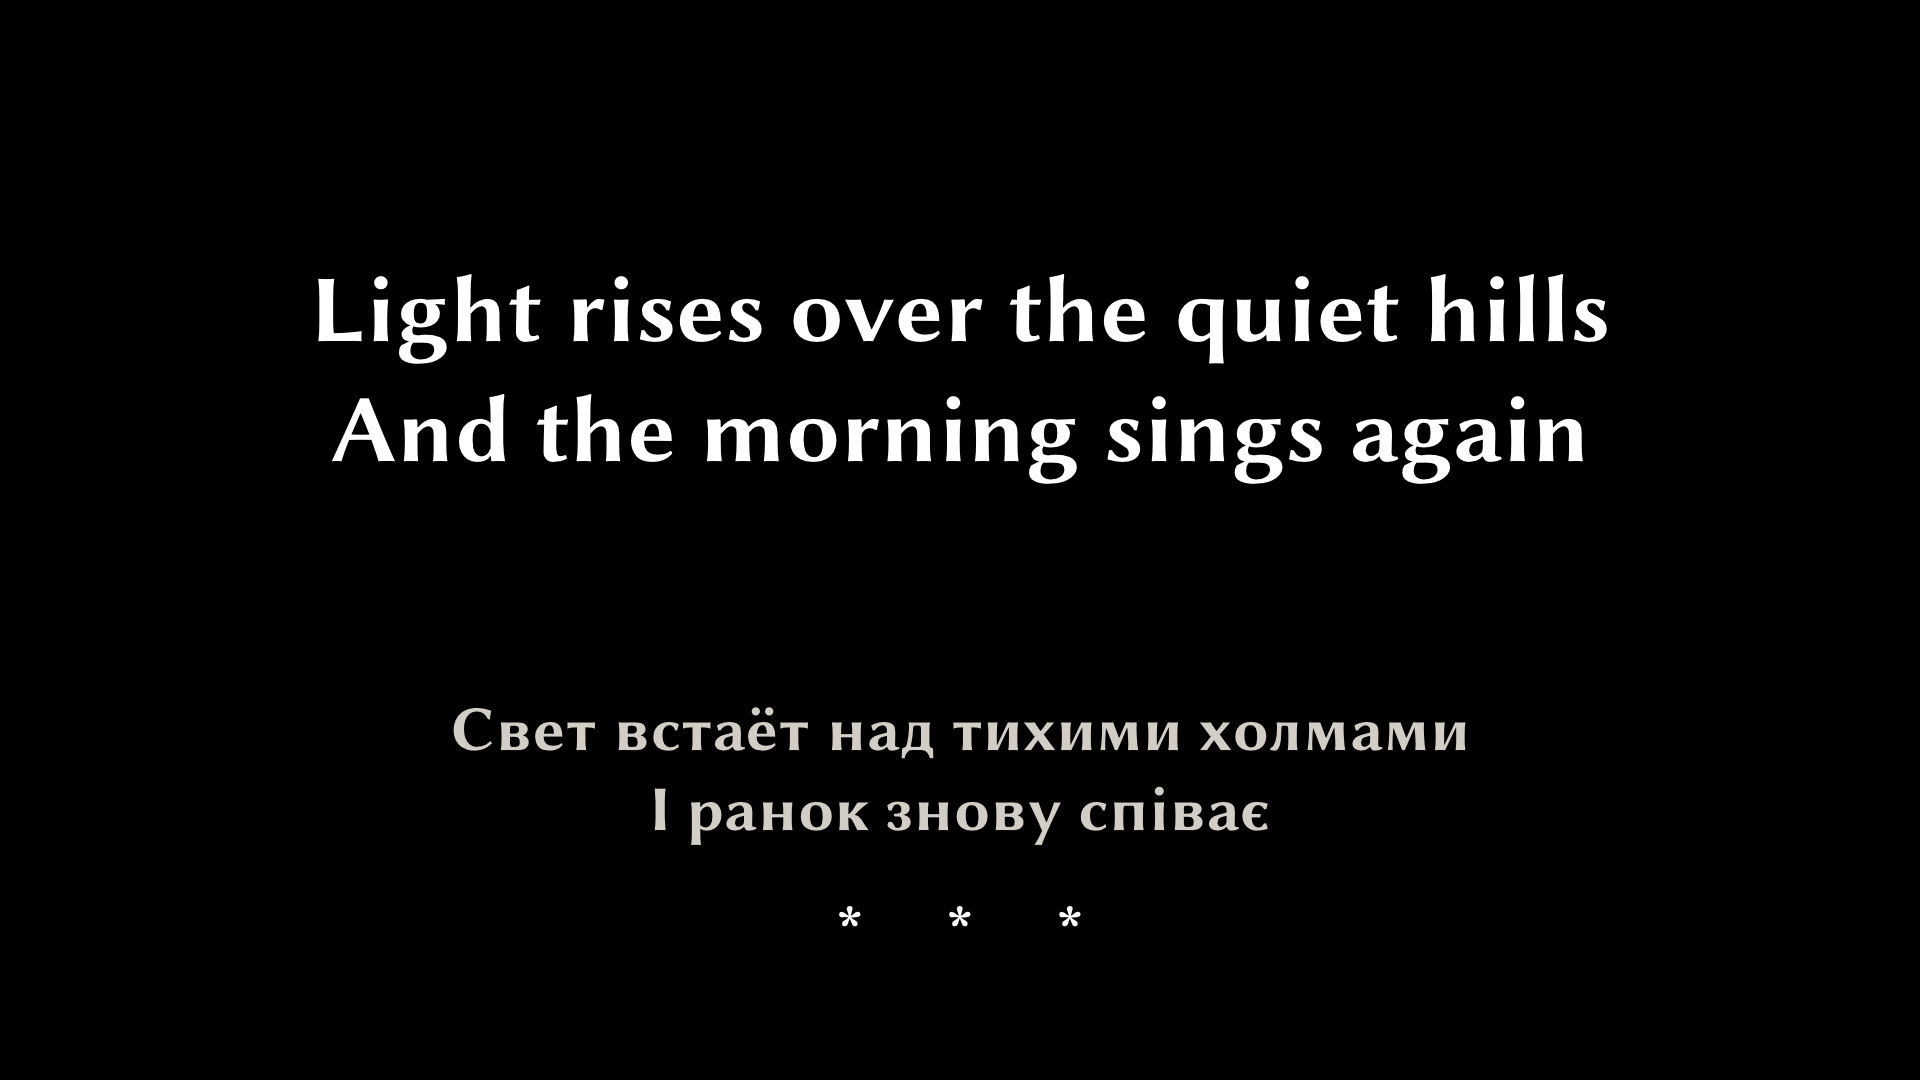 Light rises over the quiet hills
And the morning sings again
Свет встаёт над тихими холмами
І ранок знову співає
* * *